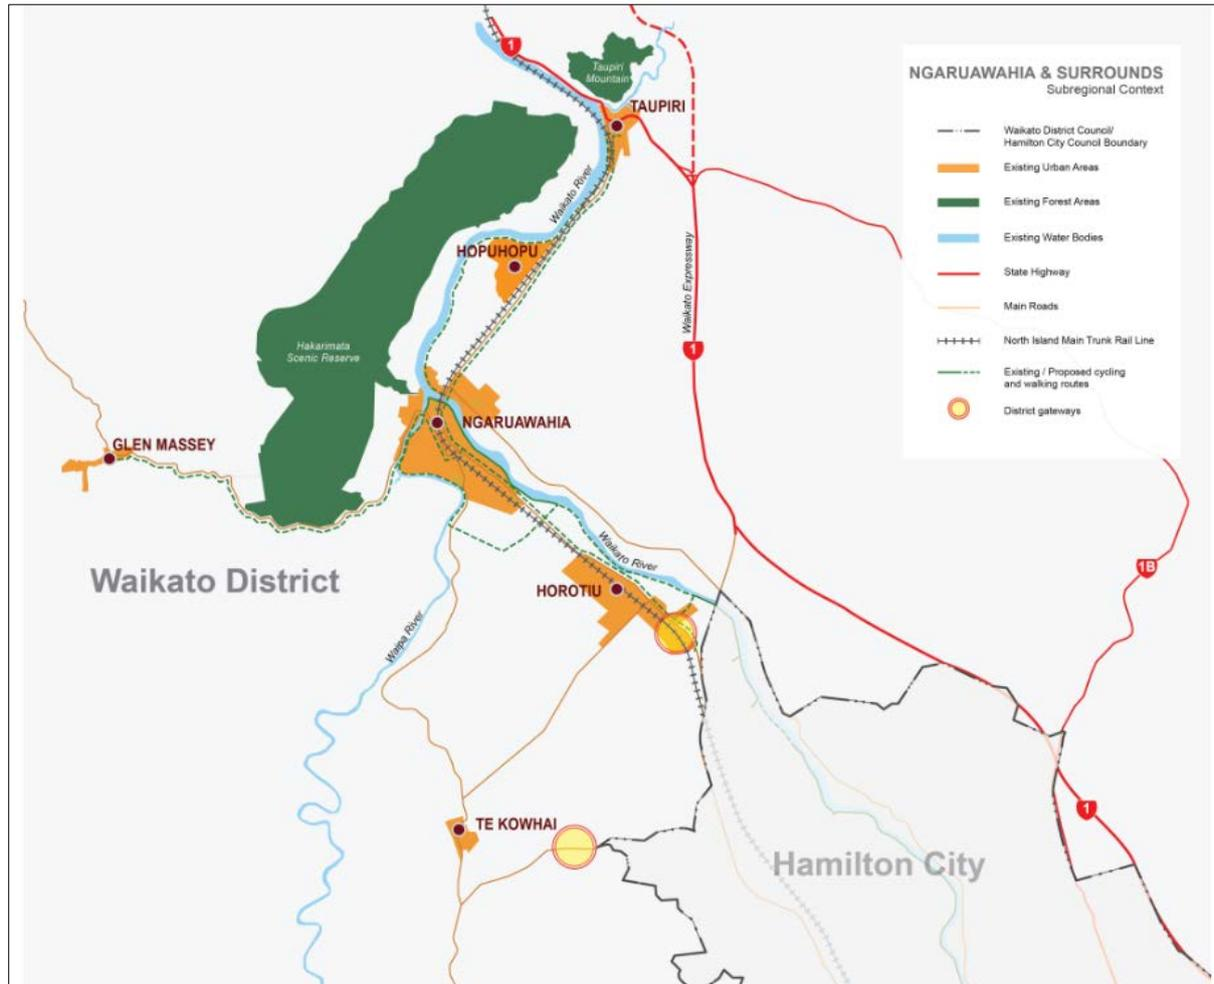 NGARUAWAHIA & SURROUNDS
Subregional Context
Waikato District Council/
Hamilton City Council Boundary
Existing Urban Areas
Existing Forest Areas
Existing Water Bodies
State Highway
Main Roads
North Island Main Trunk Rail Line
Existing / Proposed cycling
and walking routes
District gateways
1
Taupiri
Mountain
TAUPIRI
Waikato River
HOPUHOPU
Waikato Expressway
1
Hakarimata
Scenic Reserve
NGARUAWAHIA
GLEN MASSEY
Waikato River
Waikato District
HOROTIU
1B
Waipa River
1
TE KOWHAI
Hamilton City